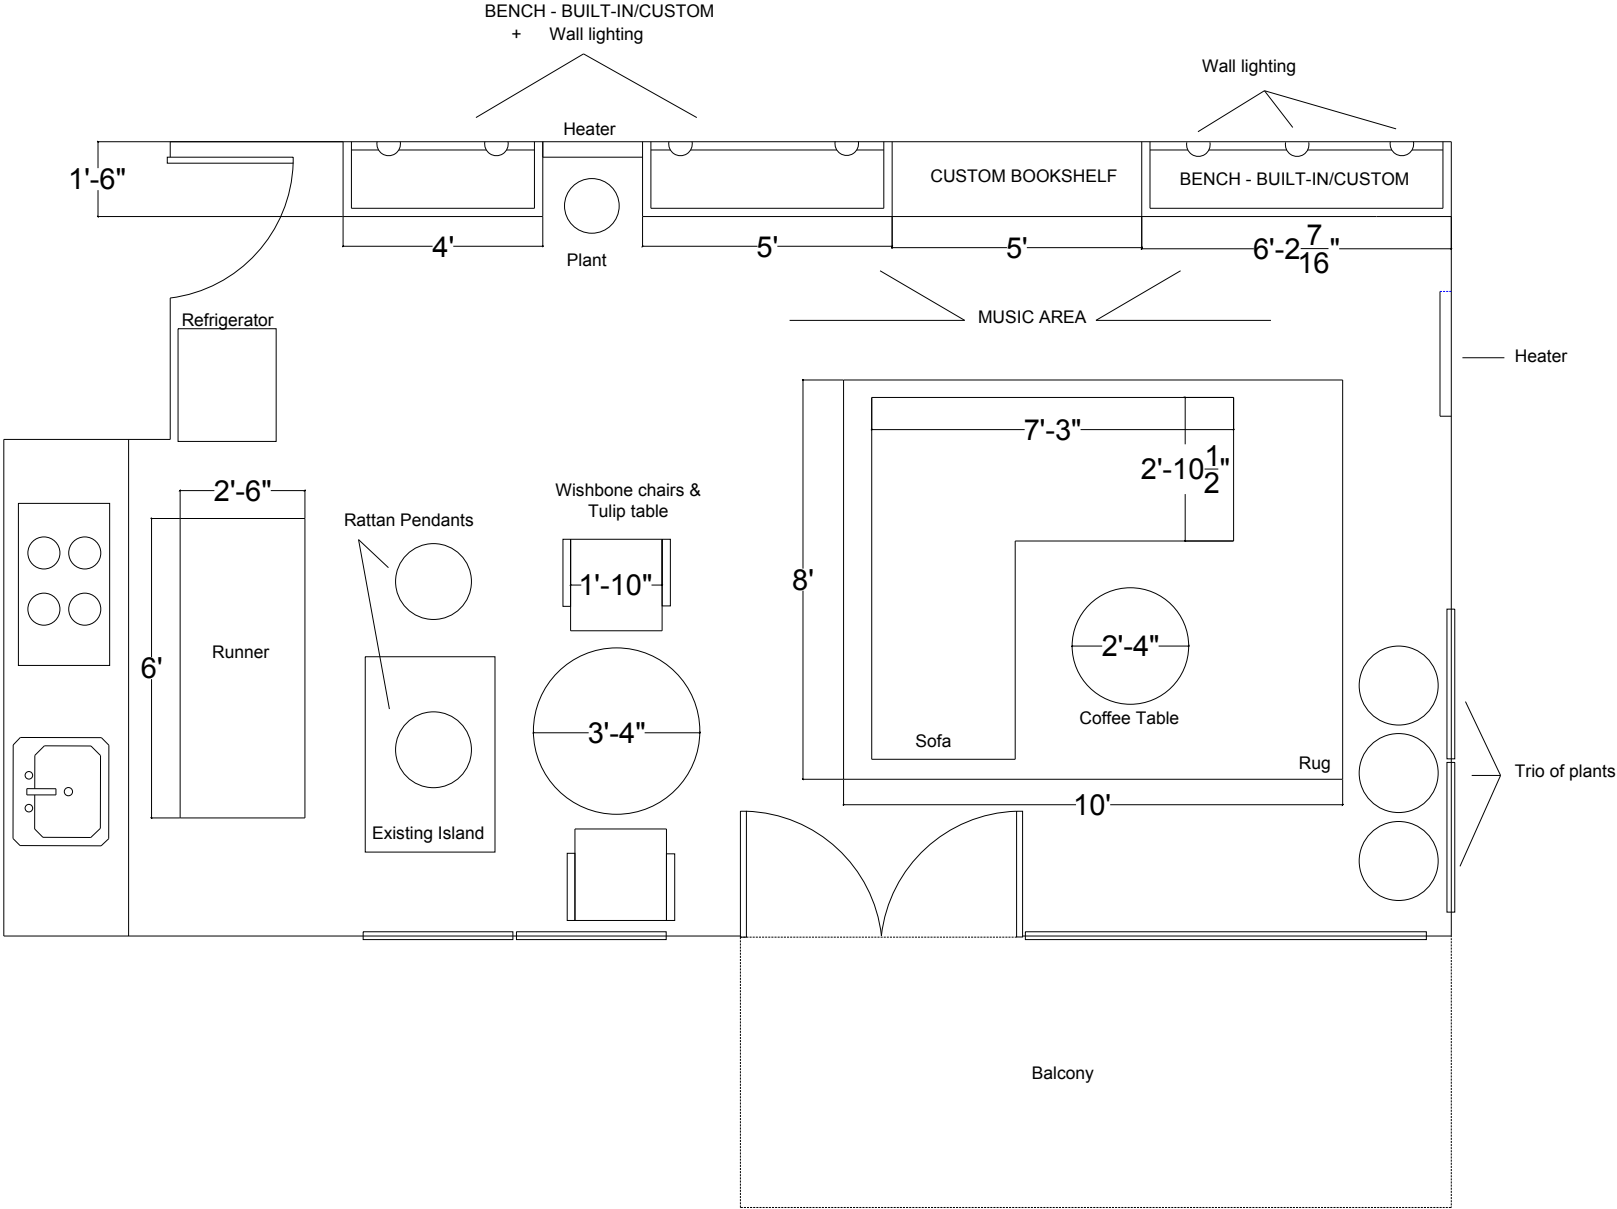 BENCH - BUILT-IN/CUSTOM
+ Wall lighting
Wall lighting
Heater
1'-6"
CUSTOM BOOKSHELF
BENCH - BUILT-IN/CUSTOM
4'
5'
5'
6'-2 7/16"
Plant
MUSIC AREA
Refrigerator
Heater
7'-3"
2'-10 1/2"
2'-6"
Wishbone chairs &
Tulip table
Rattan Pendants
1'-10"
8'
2'-4"
Runner
6'
3'-4"
Coffee Table
Sofa
Rug
Trio of plants
10'
Existing Island
Balcony